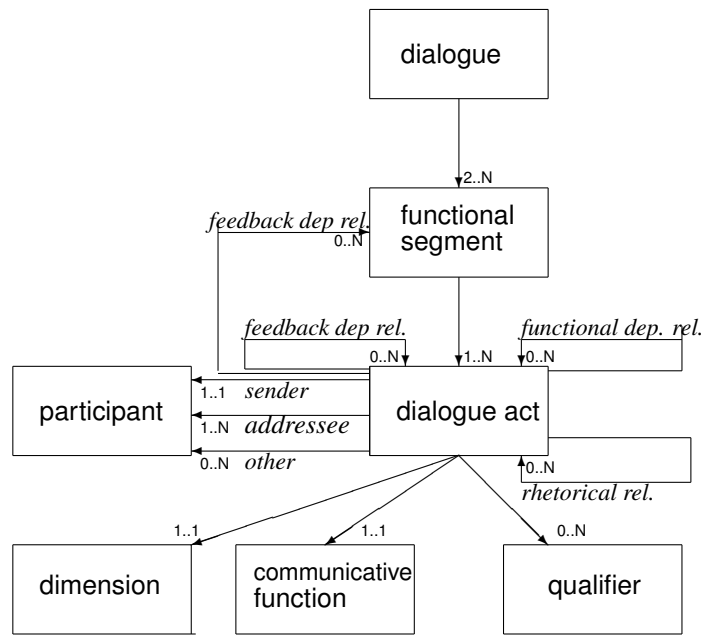 dialogue
2..N
feedback dep rel.
0..N
functional
segment
feedback dep rel.
0..N
1..N
functional dep. rel.
0..N
participant
1..1 sender
1..N addressee
0..N other
dialogue act
0..N
rhetorical rel.
1..1
1..1
0..N
dimension
communicative
function
qualifier